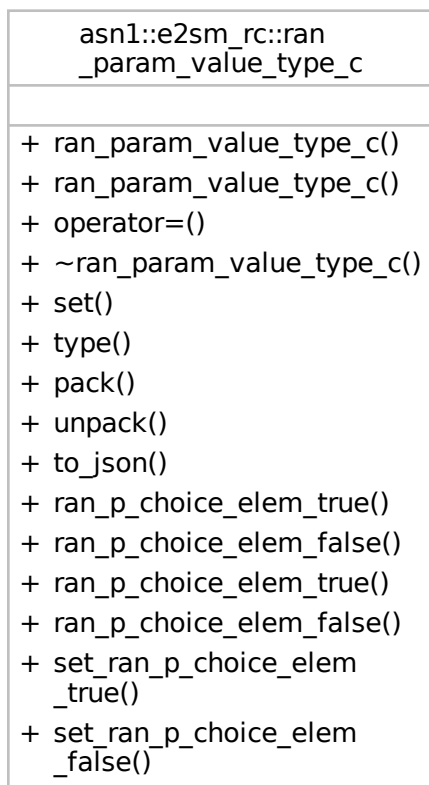 asn1::e2sm_rc::ran
_param_value_type_c
+ ran_param_value_type_c()
+ ran_param_value_type_c()
+ operator=()
+ ~ran_param_value_type_c()
+ set()
+ type()
+ pack()
+ unpack()
+ to_json()
+ ran_p_choice_elem_true()
+ ran_p_choice_elem_false()
+ ran_p_choice_elem_true()
+ ran_p_choice_elem_false()
+ set_ran_p_choice_elem
_true()
+ set_ran_p_choice_elem
_false()